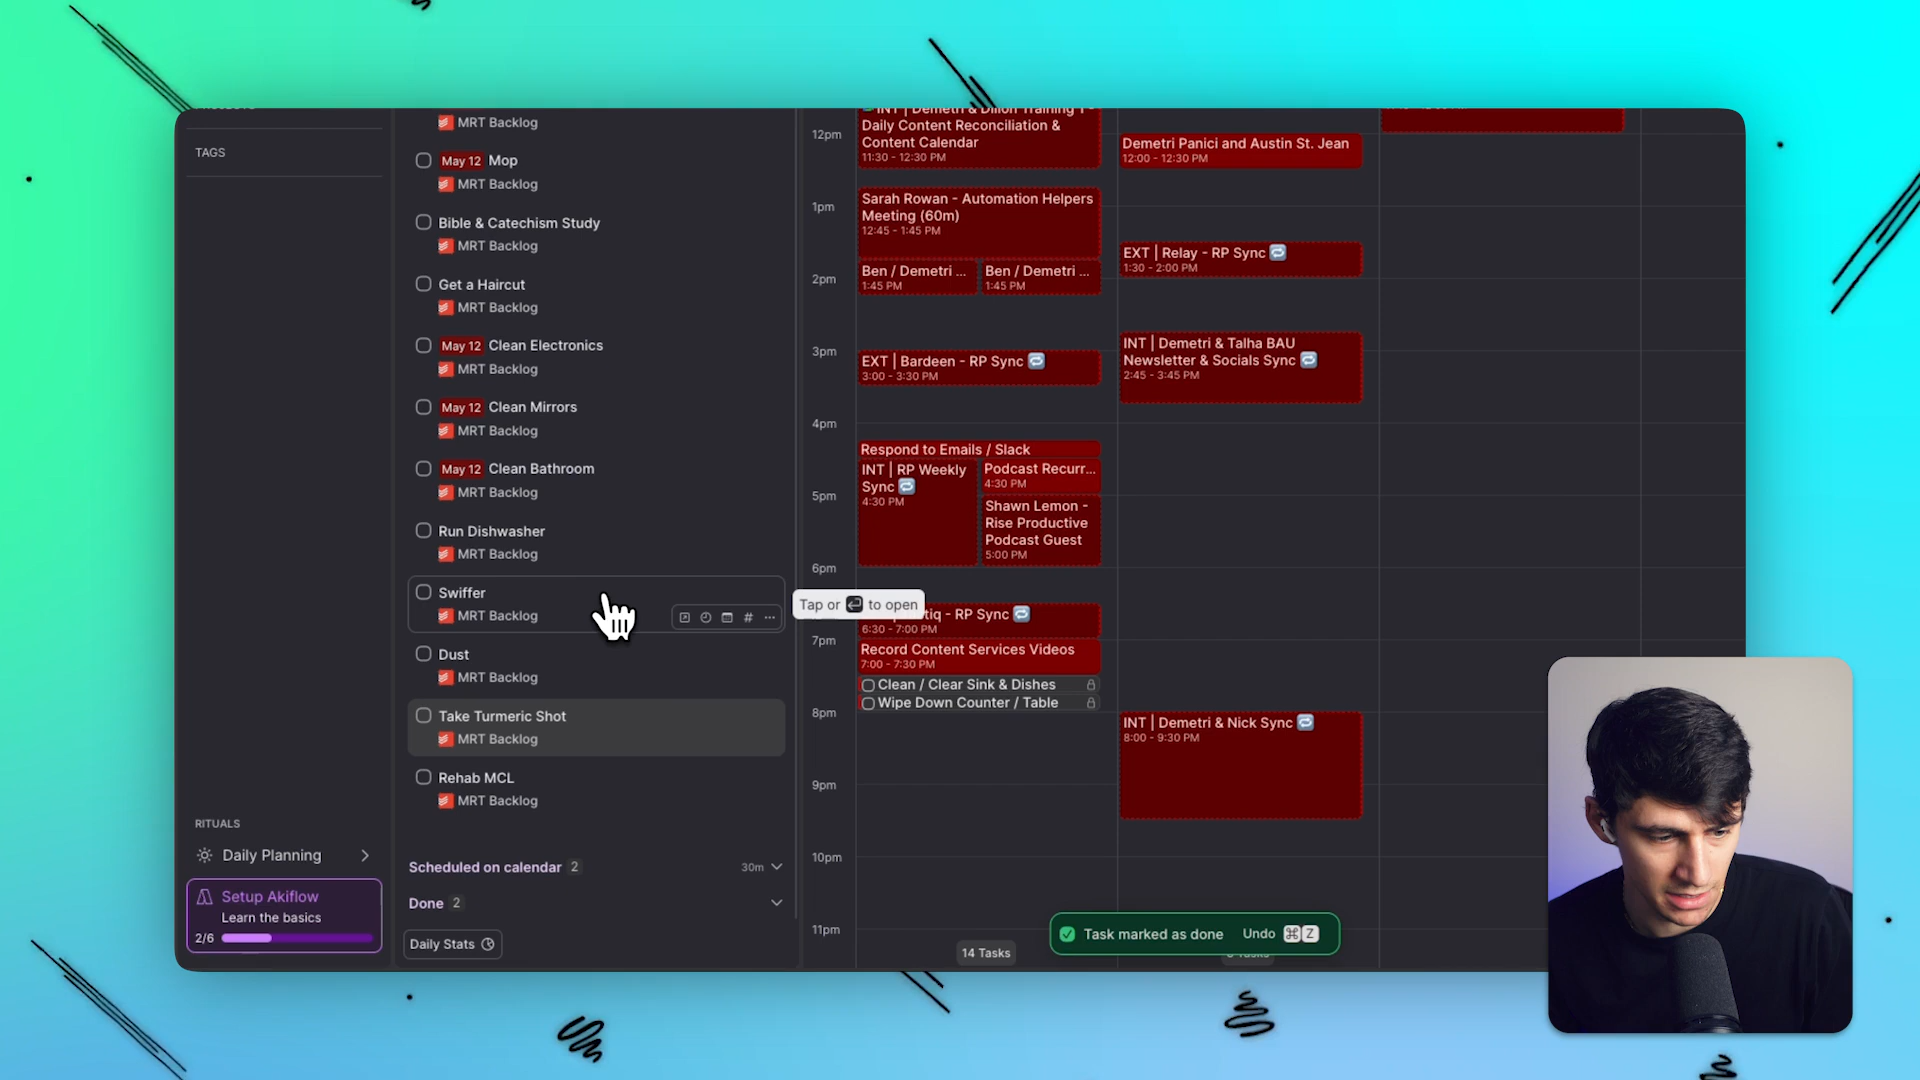 TAGS
RITUALS
Daily Planning
Setup Akiflow
Learn the basics
2/6
MRT Backlog
May 12 Mop
MRT Backlog
Bible & Catechism Study
MRT Backlog
Get a Haircut
MRT Backlog
May 12 Clean Electronics
MRT Backlog
May 12 Clean Mirrors
MRT Backlog
May 12 Clean Bathroom
MRT Backlog
Run Dishwasher
MRT Backlog
Swiffer
MRT Backlog
#
Dust
MRT Backlog
Take Turmeric Shot
MRT Backlog
Rehab MCL
MRT Backlog
Scheduled on calendar 2
30m
Done 2
Daily Stats
Tap or to open
12pm
1pm
2pm
3pm
4pm
5pm
6pm
7pm
8pm
9pm
10pm
11pm
INT | Demetri & Dillon Training |
Daily Content Reconciliation &
Content Calendar
11:30 - 12:30 PM
Sarah Rowan - Automation Helpers
Meeting (60m)
12:45 - 1:45 PM
Ben / Demetri ...
1:45 PM
Ben / Demetri ...
1:45 PM
EXT | Bardeen - RP Sync
3:00 - 3:30 PM
Respond to Emails / Slack
INT | RP Weekly
Sync
4:30 PM
Podcast Recurr...
4:30 PM
Shawn Lemon -
Rise Productive
Podcast Guest
5:00 PM
tiq - RP Sync
6:30 - 7:00 PM
Record Content Services Videos
7:00 - 7:30 PM
Clean / Clear Sink & Dishes
Wipe Down Counter / Table
14 Tasks
Demetri Panici and Austin St. Jean
12:00 - 12:30 PM
EXT | Relay - RP Sync
1:30 - 2:00 PM
INT | Demetri & Talha BAU
Newsletter & Socials Sync
2:45 - 3:45 PM
INT | Demetri & Nick Sync
8:00 - 9:30 PM
Task marked as done Undo ⌘ Z